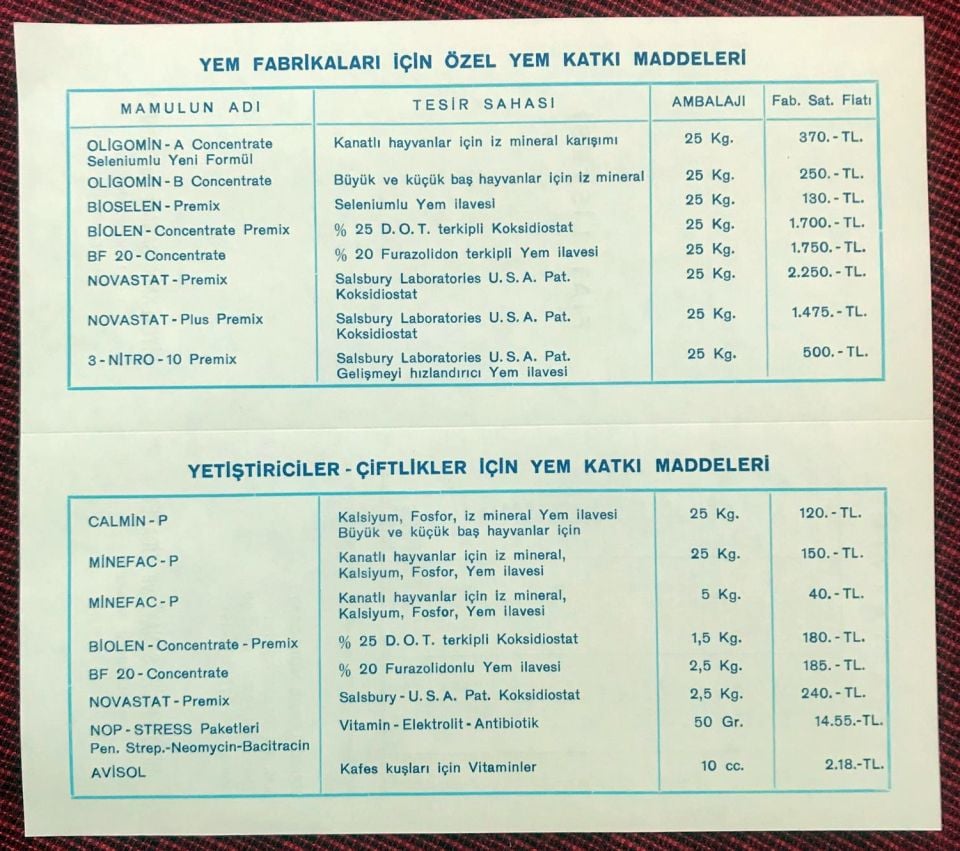 YEM FABRİKALARI İÇİN ÖZEL YEM KATKI MADDELERİ
MAMULUN ADI TESİR SAHASI AMBALAJI Fab. Sat. Fiatı
OLİGOMİN - A Concentrate Kanatlı hayvanlar için iz mineral karışımı 25 Kg. 370.- TL.
Seleniumlu Yeni Formül
OLİGOMİN - B Concentrate Büyük ve küçük baş hayvanlar için iz mineral 25 Kg. 250.- TL.
BİOSELEN - Premix Seleniumlu Yem ilavesi 25 Kg. 130.- TL.
BİOLEN - Concentrate Premix % 25 D. O. T. terkipli Koksidiostat 25 Kg. 1.700.- TL.
BF 20 - Concentrate % 20 Furazolidon terkipli Yem ilavesi 25 Kg. 1.750.- TL.
NOVASTAT - Premix Salsbury Laboratories U. S. A. Pat. 25 Kg. 2.250.- TL.
Koksidiostat
NOVASTAT - Plus Premix Salsbury Laboratories U. S. A. Pat. 25 Kg. 1.475.- TL.
Koksidiostat
3 - NİTRO - 10 Premix Salsbury Laboratories U. S. A. Pat. 25 Kg. 500.- TL.
Gelişmeyi hızlandırıcı Yem ilavesi
YETİŞTİRİCİLER - ÇİFTLİKLER İÇİN YEM KATKI MADDELERİ
CALMİN - P Kalsiyum, Fosfor, iz mineral Yem ilavesi 25 Kg. 120.- TL.
Büyük ve küçük baş hayvanlar için
MİNEFAC - P Kanatlı hayvanlar için iz mineral, 25 Kg. 150.- TL.
Kalsiyum, Fosfor, Yem ilavesi
MİNEFAC - P Kanatlı hayvanlar için iz mineral, 5 Kg. 40.- TL.
Kalsiyum, Fosfor, Yem ilavesi
BİOLEN - Concentrate - Premix % 25 D. O. T. terkipli Koksidiostat 1,5 Kg. 180.- TL.
BF 20 - Concentrate % 20 Furazolidonlu Yem ilavesi 2,5 Kg. 185.- TL.
NOVASTAT - Premix Salsbury - U. S. A. Pat. Koksidiostat 2,5 Kg. 240.- TL.
NOP - STRESS Paketleri Vitamin - Elektrolit - Antibiotik 50 Gr. 14.55.-TL.
Pen. Strep.-Neomycin-Bacitracin
AVİSOL Kafes kuşları için Vitaminler 10 cc. 2.18.-TL.